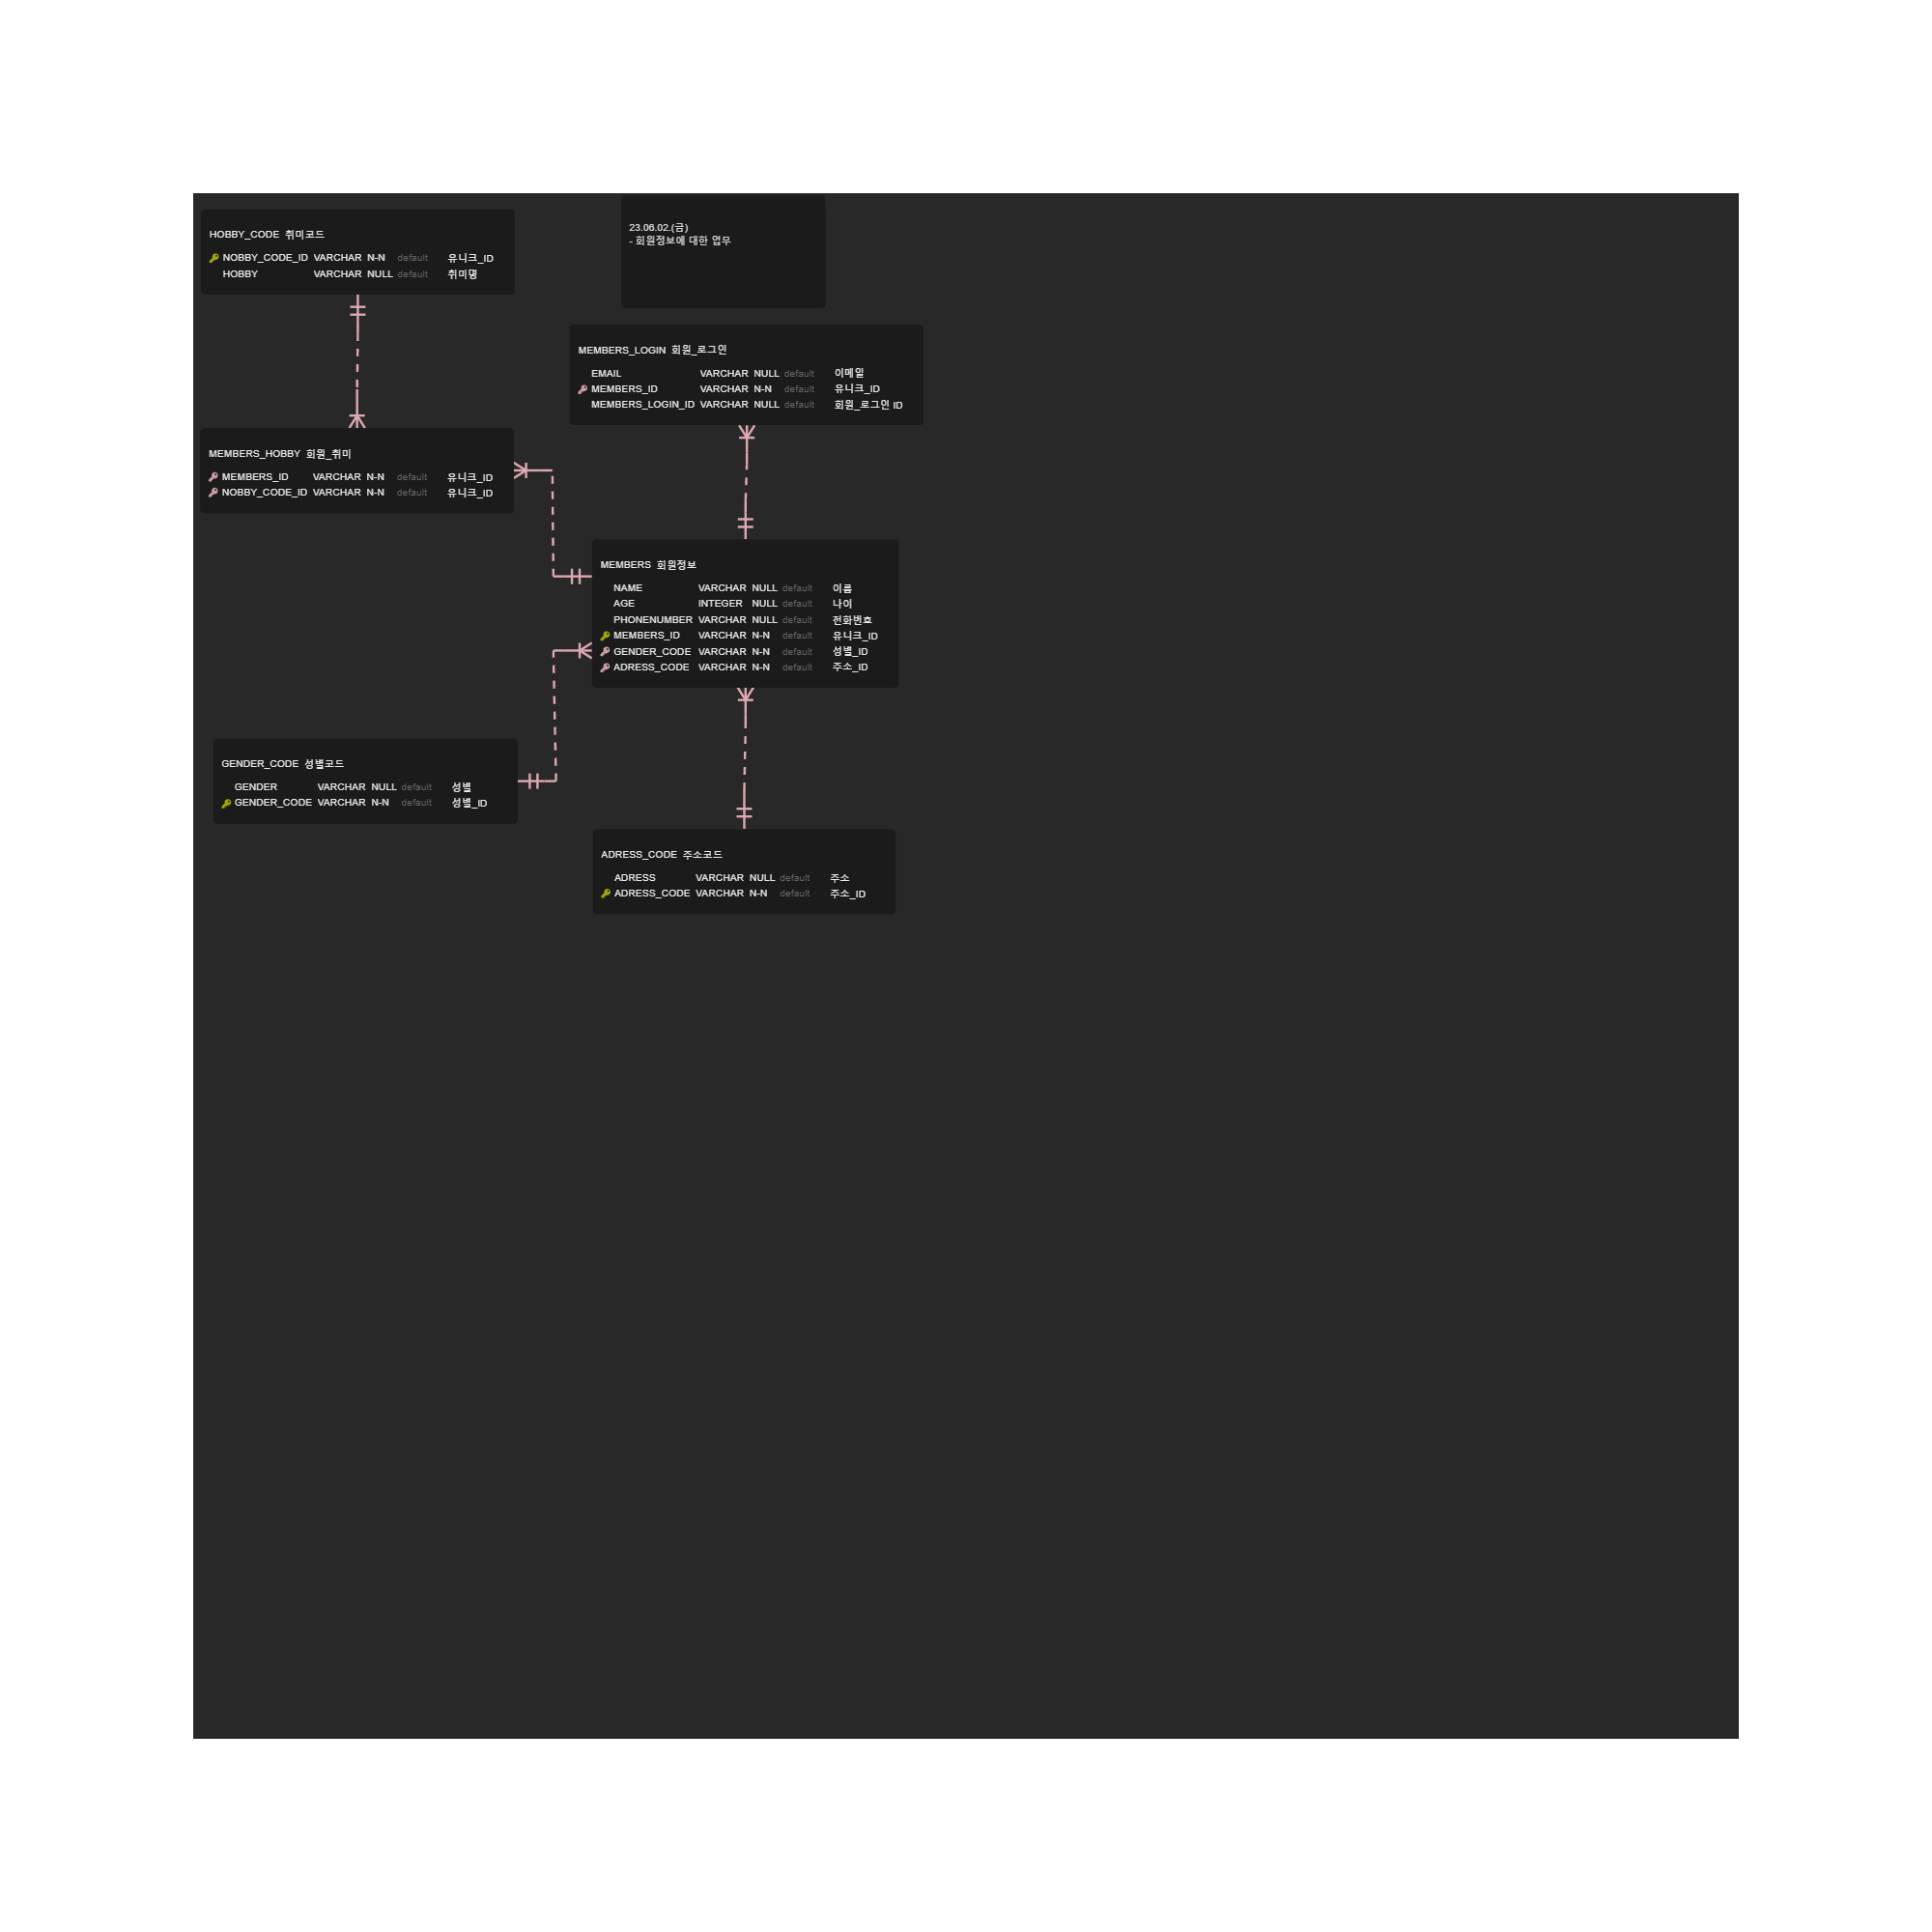 HOBBY_CODE 취미코드
NOBBY_CODE_ID VARCHAR N-N default 유니크_ID
HOBBY VARCHAR NULL default 취미명
23.06.02.(금)
- 회원정보에 대한 업무
MEMBERS_LOGIN 회원_로그인
EMAIL VARCHAR NULL default 이메일
MEMBERS_ID VARCHAR N-N default 유니크_ID
MEMBERS_LOGIN_ID VARCHAR NULL default 회원_로그인 ID
MEMBERS_HOBBY 회원_취미
MEMBERS_ID VARCHAR N-N default 유니크_ID
NOBBY_CODE_ID VARCHAR N-N default 유니크_ID
MEMBERS 회원정보
NAME VARCHAR NULL default 이름
AGE INTEGER NULL default 나이
PHONENUMBER VARCHAR NULL default 전화번호
MEMBERS_ID VARCHAR N-N default 유니크_ID
GENDER_CODE VARCHAR N-N default 성별_ID
ADRESS_CODE VARCHAR N-N default 주소_ID
GENDER_CODE 성별코드
GENDER VARCHAR NULL default 성별
GENDER_CODE VARCHAR N-N default 성별_ID
ADRESS_CODE 주소코드
ADRESS VARCHAR NULL default 주소
ADRESS_CODE VARCHAR N-N default 주소_ID